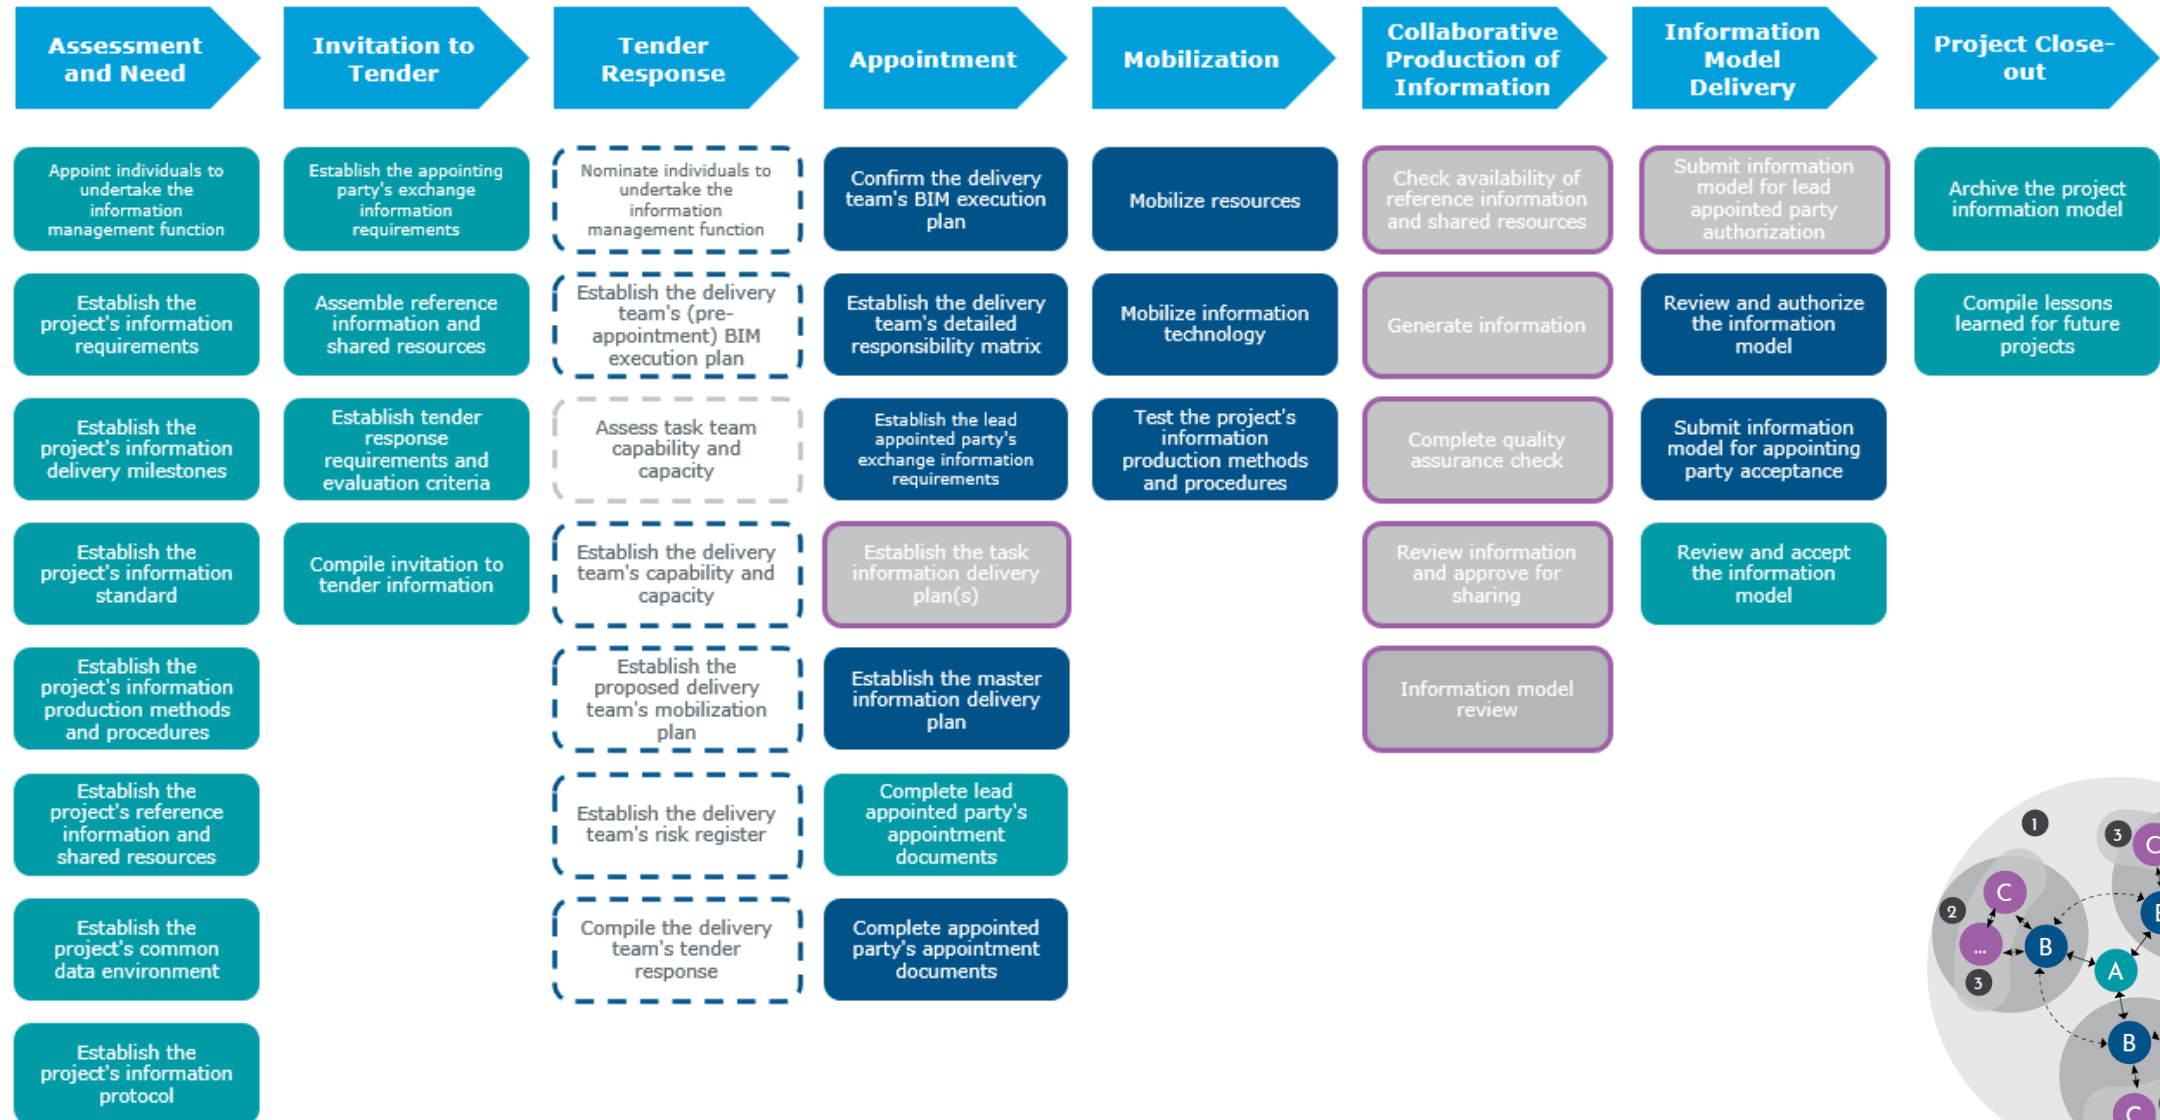 Assessment
and Need
Invitation to
Tender
Tender
Response
Appointment
Mobilization
Collaborative
Production of
Information
Information
Model
Delivery
Project Close-
out
Appoint individuals to
undertake the
information
management function
Establish the
project's information
requirements
Establish the
project's information
delivery milestones
Establish the
project's information
standard
Establish the
project's information
production methods
and procedures
Establish the
project's reference
information and
shared resources
Establish the
project's common
data environment
Establish the
project's information
protocol
Establish the appointing
party's exchange
information
requirements
Assemble reference
information and
shared resources
Establish tender
response
requirements and
evaluation criteria
Compile invitation to
tender information
Nominate individuals to
undertake the
information
management function
Establish the delivery
team's (pre-
appointment) BIM
execution plan
Assess task team
capability and
capacity
Establish the delivery
team's capability and
capacity
Establish the
proposed delivery
team's mobilization
plan
Establish the delivery
team's risk register
Compile the delivery
team's tender
response
Confirm the delivery
team's BIM execution
plan
Establish the delivery
team's detailed
responsibility matrix
Establish the lead
appointed party's
exchange information
requirements
Establish the task
information delivery
plan(s)
Establish the master
information delivery
plan
Complete lead
appointed party's
appointment
documents
Complete appointed
party's appointment
documents
Mobilize resources
Mobilize information
technology
Test the project's
information
production methods
and procedures
Check availability of
reference information
and shared resources
Generate information
Complete quality
assurance check
Review information
and approve for
sharing
Information model
review
Submit information
model for lead
appointed party
authorization
Review and authorize
the information
model
Submit information
model for appointing
party acceptance
Review and accept
the information
model
Archive the project
information model
Compile lessons
learned for future
projects
1
3
C
C
2
B
...
B
A
3
B
C